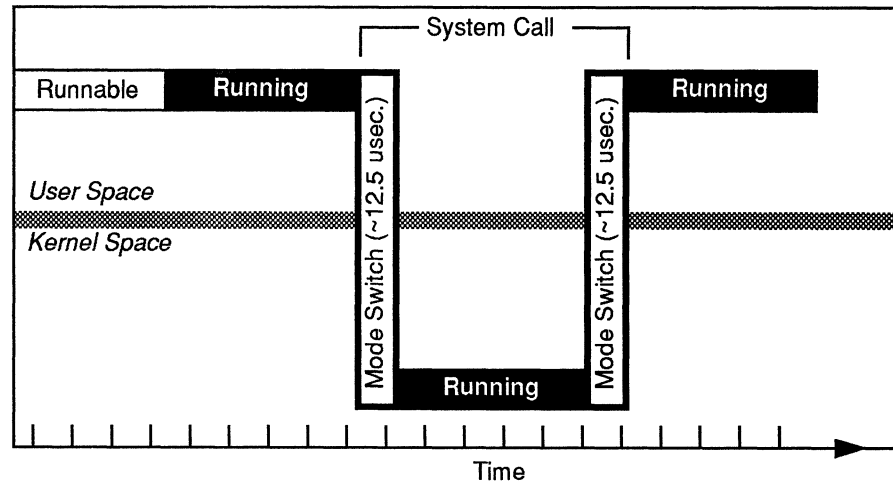 System Call
Runnable
Running
Running
Mode Switch (~12.5 usec.)
Mode Switch (~12.5 usec.)
User Space
Kernel Space
Running
Time